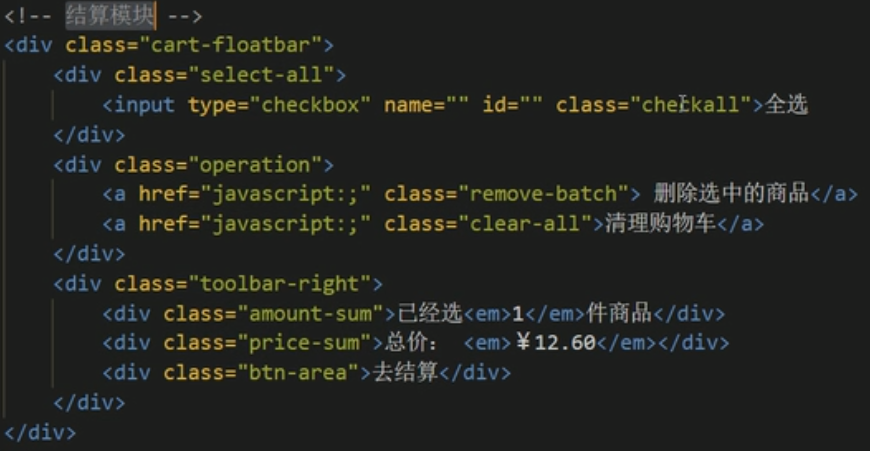 <!-- 结算模块 -->
<div class="cart-floatbar">
    <div class="select-all">
        <input type="checkbox" name="" id="" class="checkall">全选
    </div>
    <div class="operation">
        <a href="javascript:;" class="remove-batch"> 删除选中的商品</a>
        <a href="javascript:;" class="clear-all">清理购物车</a>
    </div>
    <div class="toolbar-right">
        <div class="amount-sum">已经选<em>1</em>件商品</div>
        <div class="price-sum">总价: <em>¥12.60</em></div>
        <div class="btn-area">去结算</div>
    </div>
</div>